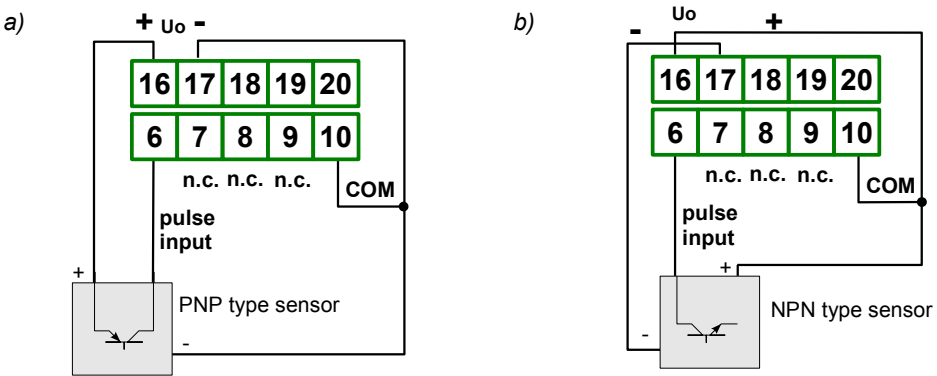 a)
+ Uo -
16 17 18 19 20
6 7 8 9 10
n.c. n.c. n.c.
COM
pulse
input
+
PNP type sensor
-
b)
Uo
- +
16 17 18 19 20
6 7 8 9 10
n.c. n.c. n.c.
COM
pulse
input
+
NPN type sensor
-